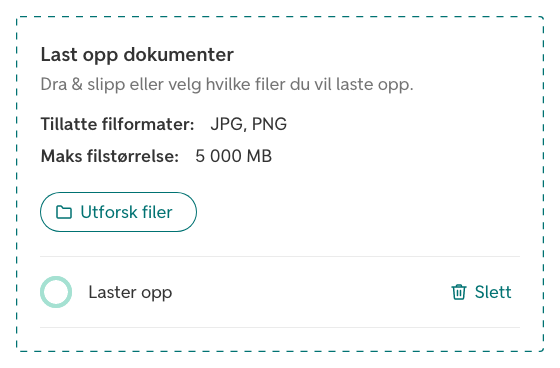 Last opp dokumenter
Dra & slipp eller velg hvilke filer du vil laste opp.
Tillatte filformater: JPG, PNG
Maks filstørrelse: 5 000 MB
Utforsk filer
Laster opp Slett